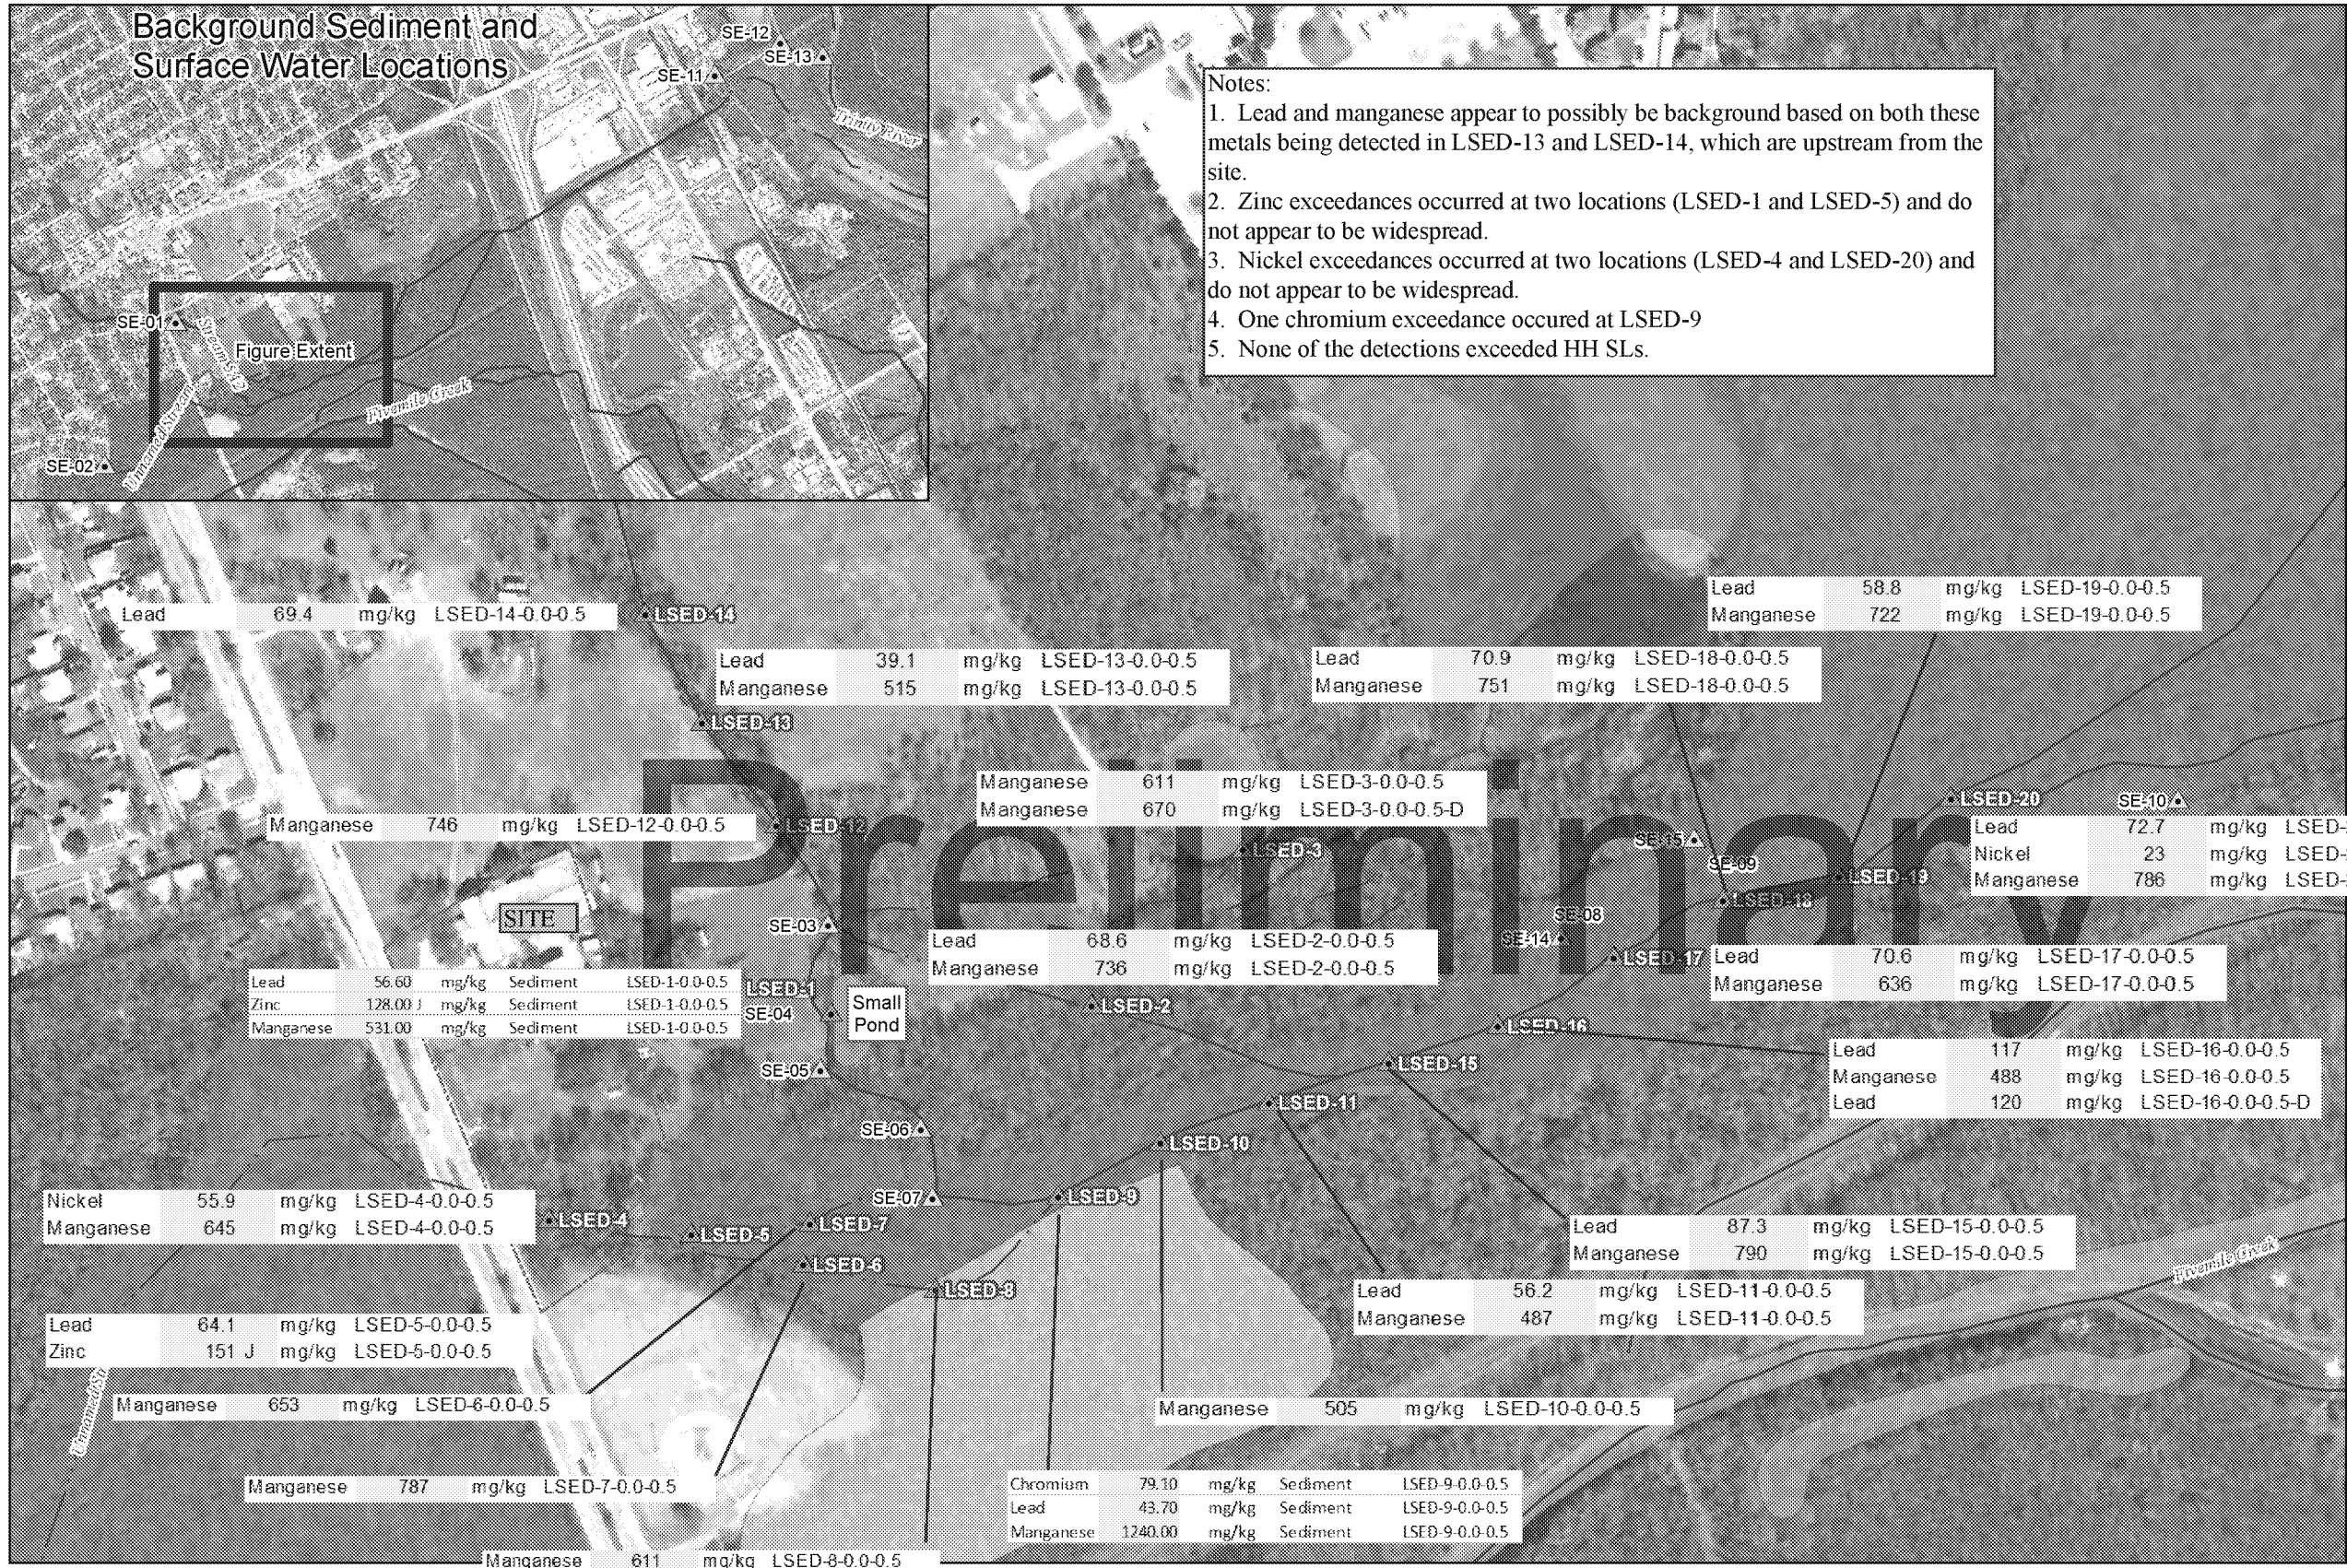 Background Sediment and
Surface Water Locations
SE-12
SE-13
SE-11
Trinity River
SE-01
Stream 5A2
Figure Extent
Fivemile Creek
SE-02
Notes:
1. Lead and manganese appear to possibly be background based on both these
metals being detected in LSED-13 and LSED-14, which are upstream from the
site.
2. Zinc exceedances occurred at two locations (LSED-1 and LSED-5) and do
not appear to be widespread.
3. Nickel exceedances occurred at two locations (LSED-4 and LSED-20) and
do not appear to be widespread.
4. One chromium exceedance occured at LSED-9
5. None of the detections exceeded HH SLs.
Lead 58.8 mg/kg LSED-19-0.0-0.5
Manganese 722 mg/kg LSED-19-0.0-0.5
Lead 69.4 mg/kg LSED-14-0.0-0.5
LSED-14
Lead 39.1 mg/kg LSED-13-0.0-0.5
Manganese 515 mg/kg LSED-13-0.0-0.5
Lead 70.9 mg/kg LSED-18-0.0-0.5
Manganese 751 mg/kg LSED-18-0.0-0.5
LSED-13
Preliminary
Manganese 611 mg/kg LSED-3-0.0-0.5
Manganese 670 mg/kg LSED-3-0.0-0.5-D
LSED-20
SE-10
Manganese 746 mg/kg LSED-12-0.0-0.5
LSED-12
Lead 72.7 mg/kg LSED-
Nickel 23 mg/kg LSED-
Manganese 786 mg/kg LSED-
LSED-3
SE-15
SE-09
LSED-19
LSED-18
SITE
SE-03
SE-08
SE-14
Lead 68.6 mg/kg LSED-2-0.0-0.5
Manganese 736 mg/kg LSED-2-0.0-0.5
LSED-17
Lead 70.6 mg/kg LSED-17-0.0-0.5
Manganese 636 mg/kg LSED-17-0.0-0.5
Lead 56.60 mg/kg Sediment LSED-1-0.0-0.5
Zinc 128.00 J mg/kg Sediment LSED-1-0.0-0.5
Manganese 531.00 mg/kg Sediment LSED-1-0.0-0.5
LSED-1
SE-04
Small
Pond
LSED-2
LSED-16
SE-05
LSED-15
Lead 117 mg/kg LSED-16-0.0-0.5
Manganese 488 mg/kg LSED-16-0.0-0.5
Lead 120 mg/kg LSED-16-0.0-0.5-D
LSED-11
SE-06
LSED-10
Nickel 55.9 mg/kg LSED-4-0.0-0.5
Manganese 645 mg/kg LSED-4-0.0-0.5
SE-07
LSED-9
LSED-4
LSED-5
LSED-7
LSED-6
LSED-8
Lead 87.3 mg/kg LSED-15-0.0-0.5
Manganese 790 mg/kg LSED-15-0.0-0.5
Fivemile Creek
Lead 56.2 mg/kg LSED-11-0.0-0.5
Manganese 487 mg/kg LSED-11-0.0-0.5
Lead 64.1 mg/kg LSED-5-0.0-0.5
Zinc 151 J mg/kg LSED-5-0.0-0.5
Manganese 653 mg/kg LSED-6-0.0-0.5
Manganese 505 mg/kg LSED-10-0.0-0.5
Manganese 787 mg/kg LSED-7-0.0-0.5
Chromium 79.10 mg/kg Sediment LSED-9-0.0-0.5
Lead 43.70 mg/kg Sediment LSED-9-0.0-0.5
Manganese 1240.00 mg/kg Sediment LSED-9-0.0-0.5
Manganese 611 mg/kg LSED-8-0.0-0.5